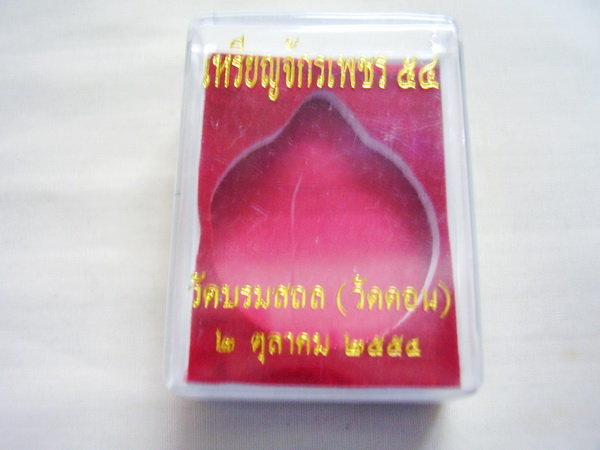 เหรียญจักรเพชร ๕๔
วัดบรมสถล (วัดดอน)
๒ ตุลาคม ๒๕๕๔